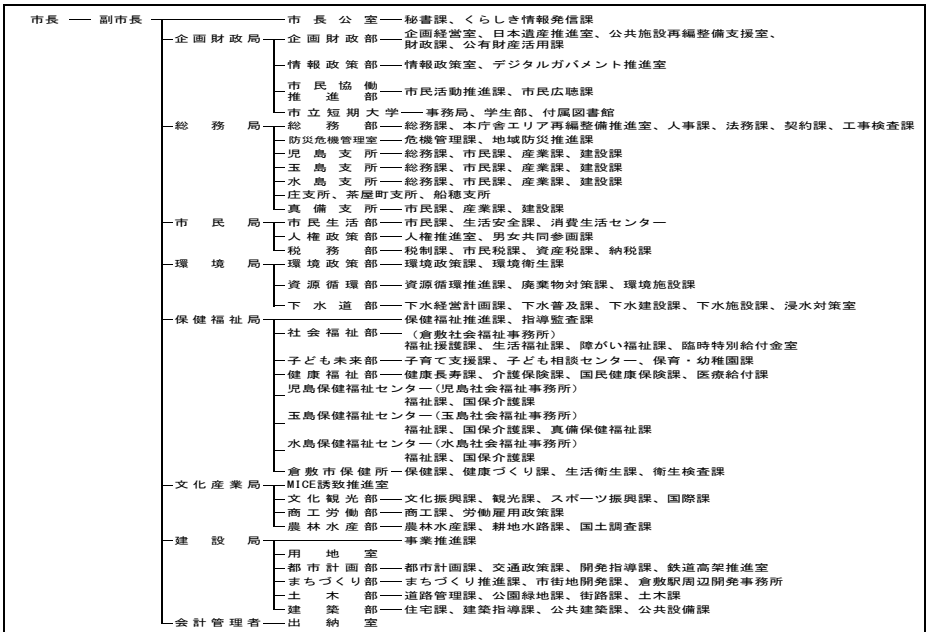 市長 副市長 市長公室 秘書課、くらしき情報発信課
企画財政局 企画財政部 企画経営室、日本遺産推進室、公共施設再編整備支援室、
財政課、公有財産活用課
情報政策部 情報政策室、デジタルガバメント推進室
市民協働
推進部 市民活動推進課、市民広聴課
市立短期大学 事務局、学生部、付属図書館
総務局 総務部 総務課、本庁舎エリア再編整備推進室、人事課、法務課、契約課、工事検査課
防災危機管理室 危機管理課、地域防災推進課
児島支所 総務課、市民課、産業課、建設課
玉島支所 総務課、市民課、産業課、建設課
水島支所 総務課、市民課、産業課、建設課
庄支所、茶屋町支所、船穂支所
真備支所 市民課、産業課、建設課
市民局 市民生活部 市民課、生活安全課、消費生活センター
人権政策部 人権推進室、男女共同参画課
税務部 税制課、市民税課、資産税課、納税課
環境局 環境政策部 環境政策課、環境衛生課
資源循環部 資源循環推進課、廃棄物対策課、環境施設課
下水道部 下水経営計画課、下水普及課、下水建設課、下水施設課、浸水対策室
保健福祉局 保健福祉推進課、指導監査課
社会福祉部 (倉敷社会福祉事務所)
福祉援護課、生活福祉課、障がい福祉課、臨時特別給付金室
子ども未来部 子育て支援課、子ども相談センター、保育・幼稚園課
健康福祉部 健康長寿課、介護保険課、国民健康保険課、医療給付課
児島保健福祉センター(児島社会福祉事務所)
福祉課、国保介護課
玉島保健福祉センター(玉島社会福祉事務所)
福祉課、国保介護課、真備保健福祉課
水島保健福祉センター(水島社会福祉事務所)
福祉課、国保介護課
倉敷市保健所 保健課、健康づくり課、生活衛生課、衛生検査課
文化産業局 MICE誘致推進室
文化観光部 文化振興課、観光課、スポーツ振興課、国際課
商工労働部 商工課、労働雇用政策課
農林水産部 農林水産課、耕地水路課、国土調査課
建設局 事業推進課
用地室
都市計画部 都市計画課、交通政策課、開発指導課、鉄道高架推進室
まちづくり部 まちづくり推進課、市街地開発課、倉敷駅周辺開発事務所
土木部 道路管理課、公園緑地課、街路課、土木課
建築部 住宅課、建築指導課、公共建築課、公共設備課
会計管理者 出納室